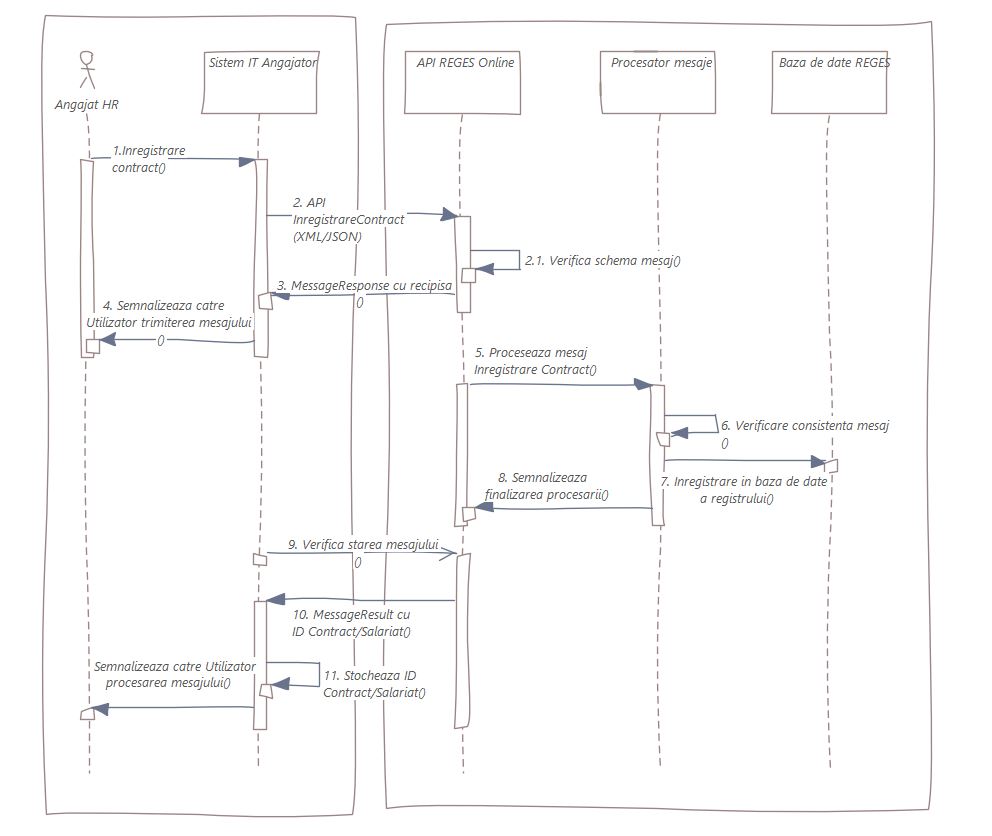 Sistem IT Angajator
API REGES Online
Procesator mesaje
Baza de date REGES
Angajat HR
1.Inregistrare
contract()
2. API
InregistrareContract
(XML/JSON)
2.1. Verifica schema mesaj()
3. MessageResponse cu recipisa
()
4. Semnalizeaza catre
Utilizator trimiterea mesajului
()
5. Proceseaza mesaj
Inregistrare Contract()
6. Verificare consistenta mesaj
()
7. Inregistrare in baza de date
a registrului()
8. Semnalizeaza
finalizarea procesarii()
9. Verifica starea mesajului
()
10. MessageResult cu
ID Contract/Salariat()
11. Stocheaza ID
Contract/Salariat()
Semnalizeaza catre Utilizator
procesarea mesajului()